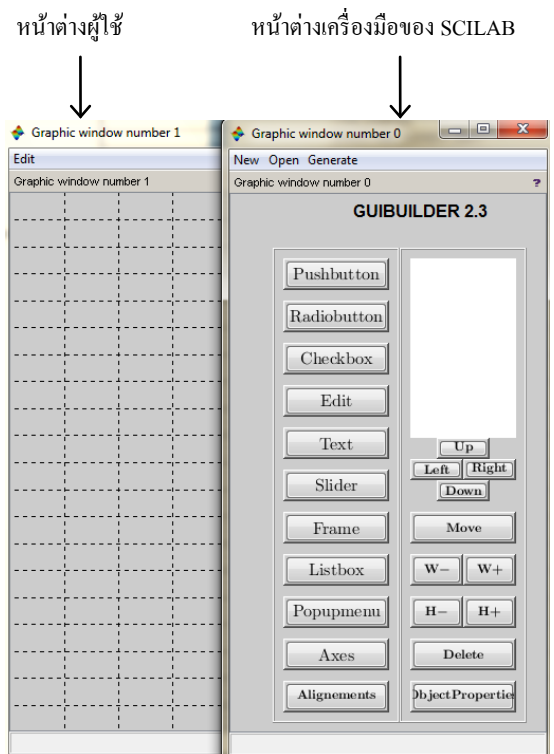 หน้าต่างผู้ใช้
หน้าต่างเครื่องมือของ SCILAB
Graphic window number 1
Edit
Graphic window number 1
Graphic window number 0
New Open Generate
Graphic window number 0 ?
GUIBUILDER 2.3
Pushbutton
Radiobutton
Checkbox
Edit
Text
Slider
Frame
Listbox
Popupmenu
Axes
Alignements
Up
Left Right
Down
Move
W− W+
H− H+
Delete
ObjectPropertie